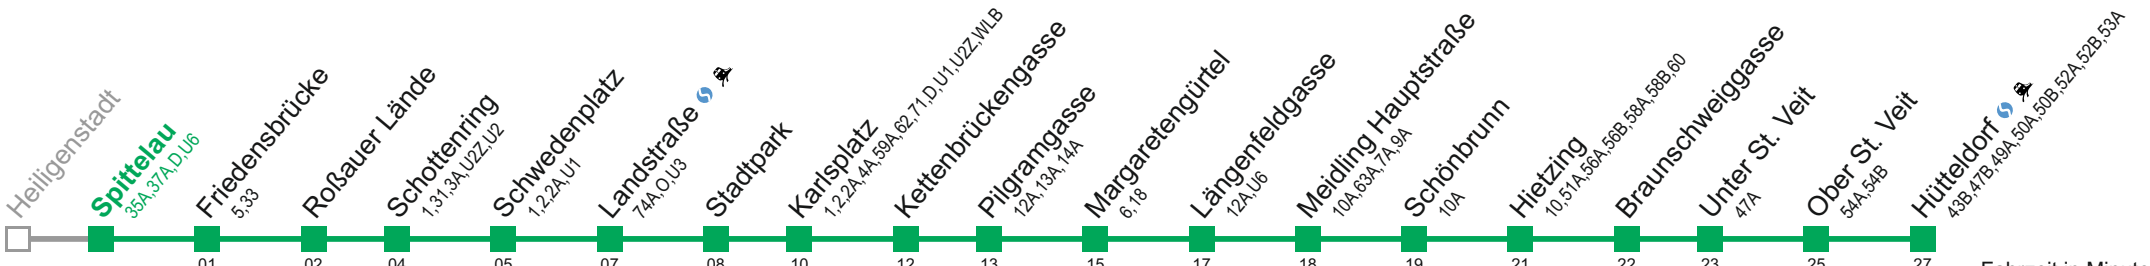 Heiligenstadt
Spittelau
35A,37A,D,U6
Friedensbrücke
5,33
Roßauer Lände
Schottenring
1,31,3A U2Z,U2
Schwedenplatz
1,2,2A,U1
Landstraße
74A,O,U3
Stadtpark
Karlsplatz
1,2,2A,4A,59A,62,71,D,U1,U2Z,WLB
Kettenbrückengasse
Pilgramgasse
12A,13A,14A
Margaretengürtel
6,18
Längenfeldgasse
12A,U6
Meidling Hauptstraße
10A,63A,7A,9A
Schönbrunn
10A
Hietzing
10,51A,56A,56B,58A,58B,60
Braunschweiggasse
Unter St. Veit
47A
Ober St. Veit
54A,54B
Hütteldorf
43B,47B,49A,50A,50B,52A,52B,53A
01 02 04 05 07 08 10 12 13 15 17 18 19 21 22 23 25 27